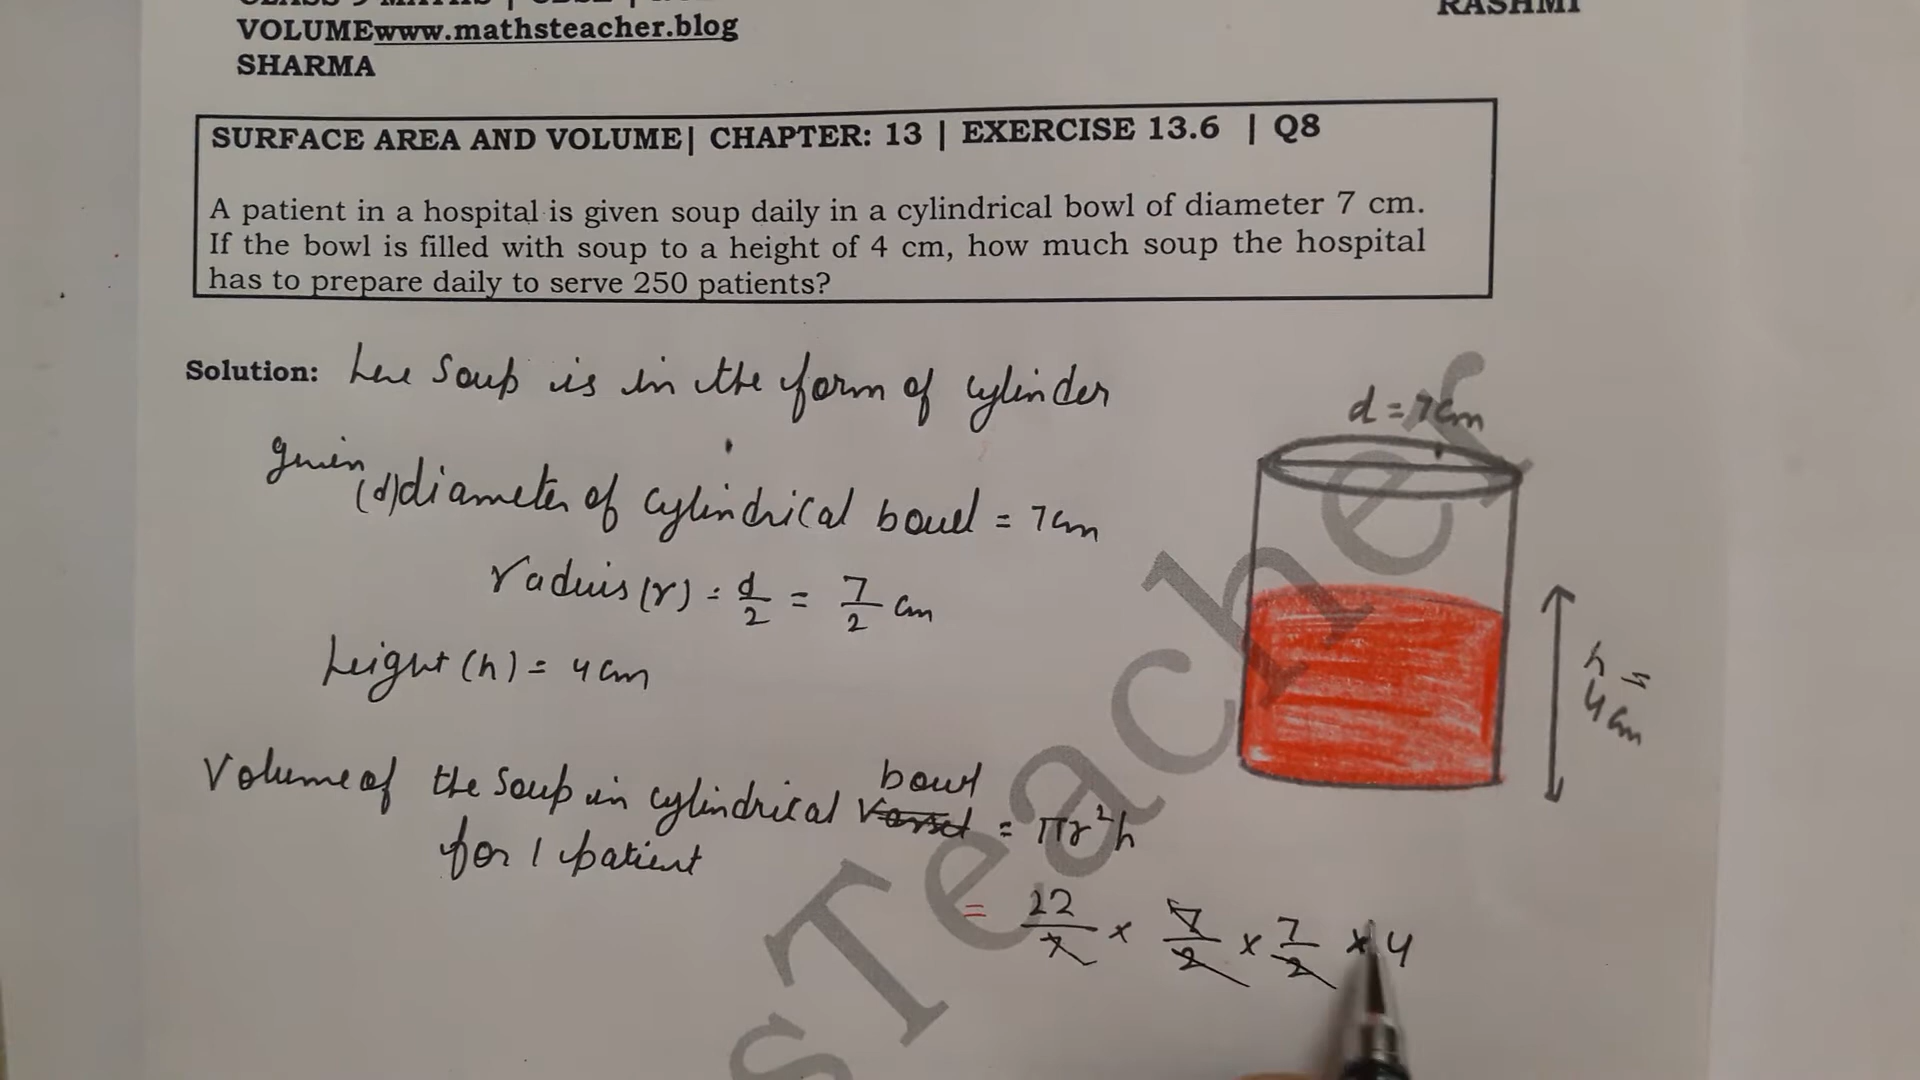 VOLUMEwww.mathsteacher.blog
RASHMI
SHARMA
SURFACE AREA AND VOLUME| CHAPTER: 13 | EXERCISE 13.6 | Q8
A patient in a hospital is given soup daily in a cylindrical bowl of diameter 7 cm.
If the bowl is filled with soup to a height of 4 cm, how much soup the hospital
has to prepare daily to serve 250 patients?
Solution: here soup is in the form of cylinder
d = 7cm
given
(d) diameter of cylindrical bowl = 7cm
radius (r) = d/2 = 7/2 cm
height (h) = 4cm
h = 4cm
Volume of the soup in cylindrical bowl = πr²h
for 1 patient
= 22/7 × 7/2 × 7/2 × 4
sTeacher